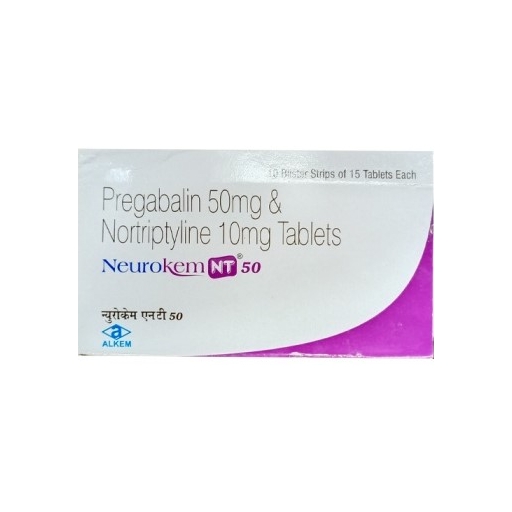 10 Blister Strips of 15 Tablets Each
Pregabalin 50mg &
Nortriptyline 10mg Tablets
NEUROKEM NT® 50
न्युरोकेम एनटी 50
a
ALKEM